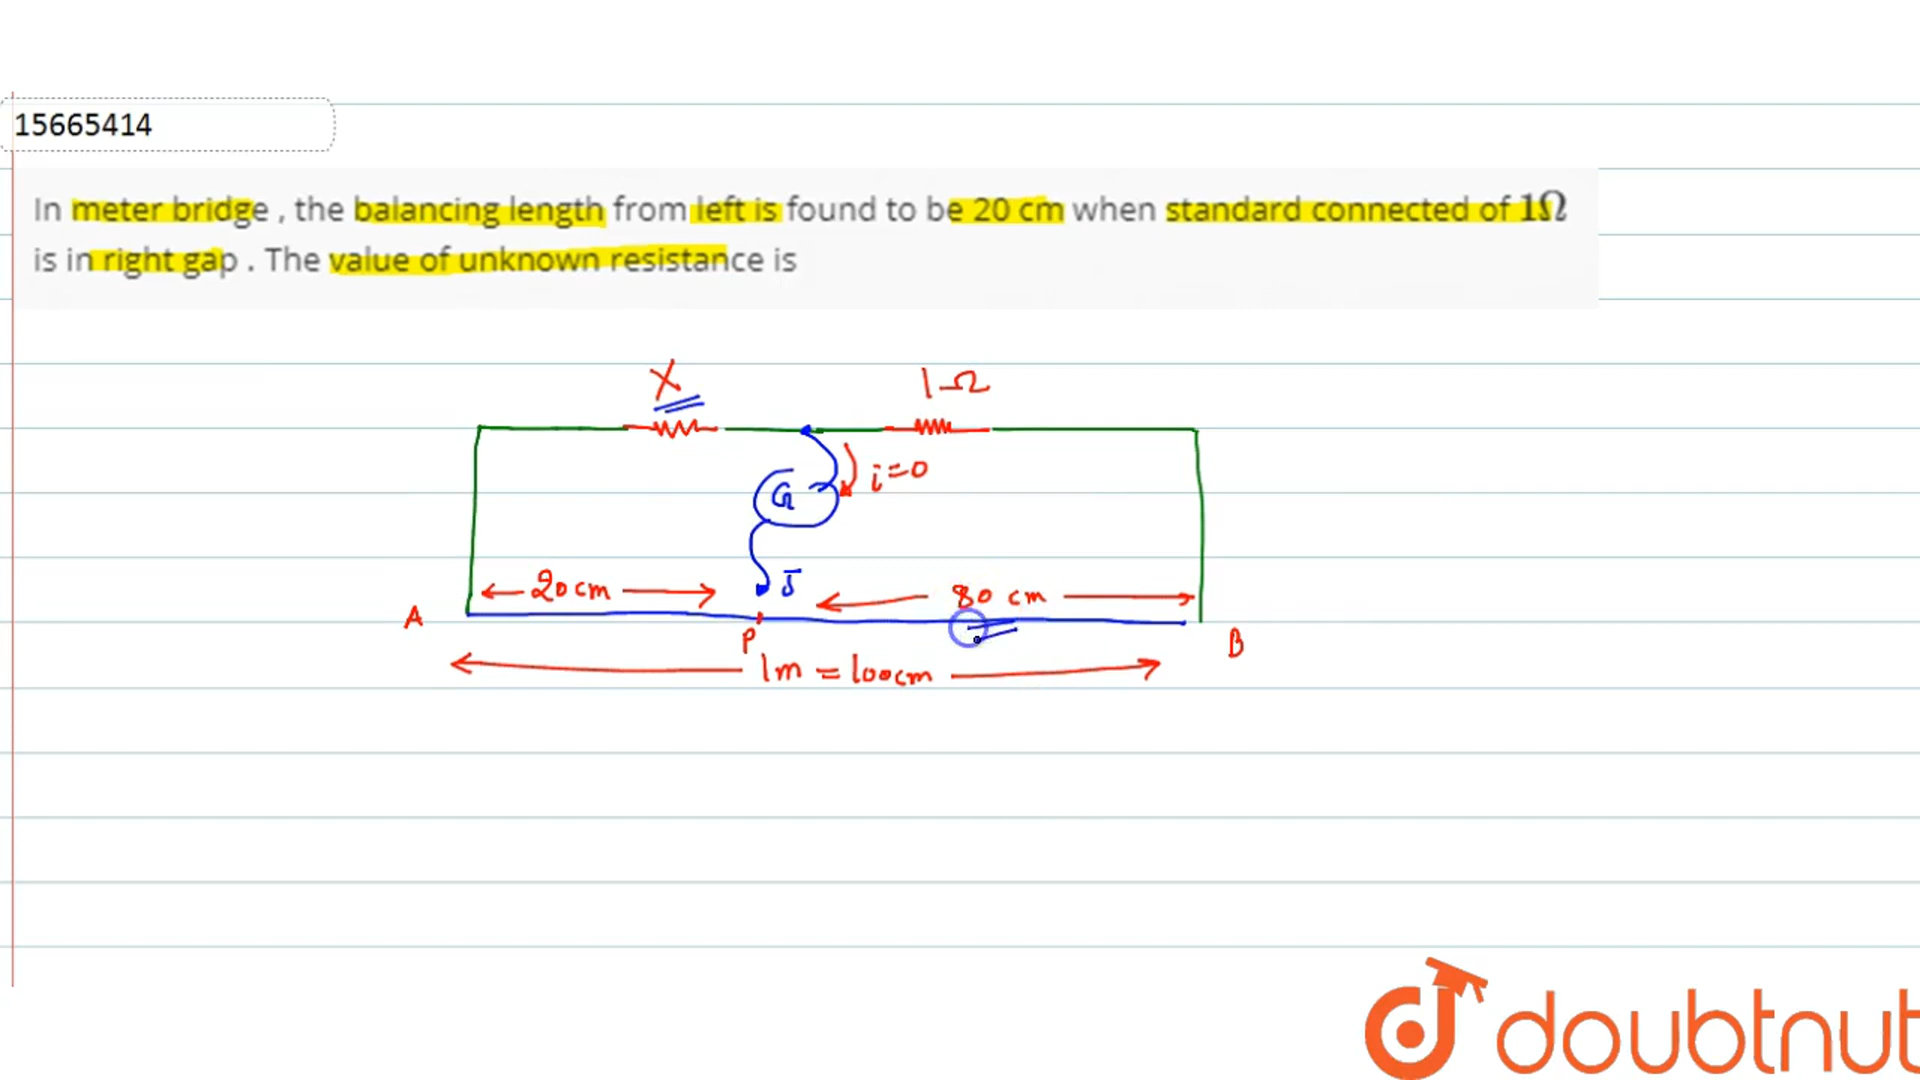 15665414
In meter bridge , the balancing length from left is found to be 20 cm when standard connected of 1Ω
is in right gap . The value of unknown resistance is
X
1Ω
G
i=0
20 cm
J
80 cm
A
P
B
1m = 100cm
doubtnut